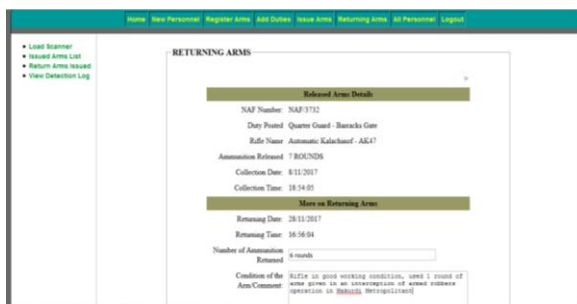 Home New Personnel Register Arms Add Duties Issue Arms Returning Arms All Personnel Logout
Load Scanner
Issued Arms List
Return Arms Issued
View Detection Log
RETURNING ARMS
>
Released Arms Details
NAF Number: NAF/3732
Duty Posted Quarter Guard - Barracks Gate
Rifle Name Automatic Kalachnof - AK47
Ammunition Released 7 ROUNDS
Collection Date: 8/11/2017
Collection Time: 18:54:05
More on Returning Arms
Returning Date: 28/11/2017
Returning Time: 16:56:04
Number of Ammunition
Returned 6 rounds
Condition of the
Arm/Comment: Rifle in good working condition, used 1 round of
arms given in an interception of armed robbers
operation in Makurdi Metropolitant